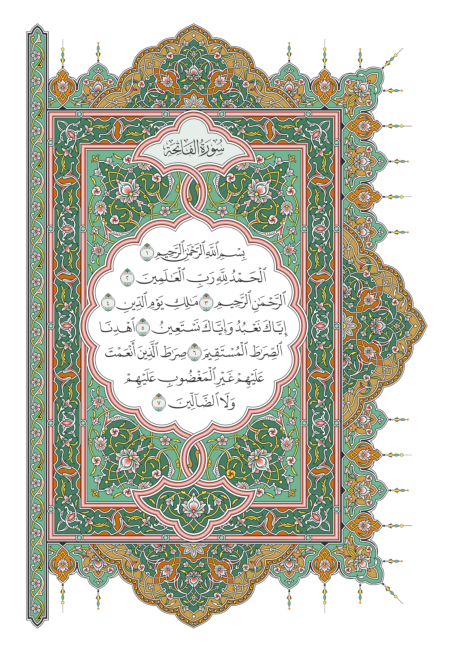 سُورَةُ الفَاتِحَةِ
بِسۡمِ ٱللَّهِ ٱلرَّحۡمَٰنِ ٱلرَّحِيمِ ١
ٱلۡحَمۡدُ لِلَّهِ رَبِّ ٱلۡعَٰلَمِينَ ٢
ٱلرَّحۡمَٰنِ ٱلرَّحِيمِ ٣ مَٰلِكِ يَوۡمِ ٱلدِّينِ ٤
إِيَّاكَ نَعۡبُدُ وَإِيَّاكَ نَسۡتَعِينُ ٥ ٱهۡدِنَا
ٱلصِّرَٰطَ ٱلۡمُسۡتَقِيمَ ٦ صِرَٰطَ ٱلَّذِينَ أَنۡعَمۡتَ
عَلَيۡهِمۡ غَيۡرِ ٱلۡمَغۡضُوبِ عَلَيۡهِمۡ
وَلَا ٱلضَّآلِّينَ ٧